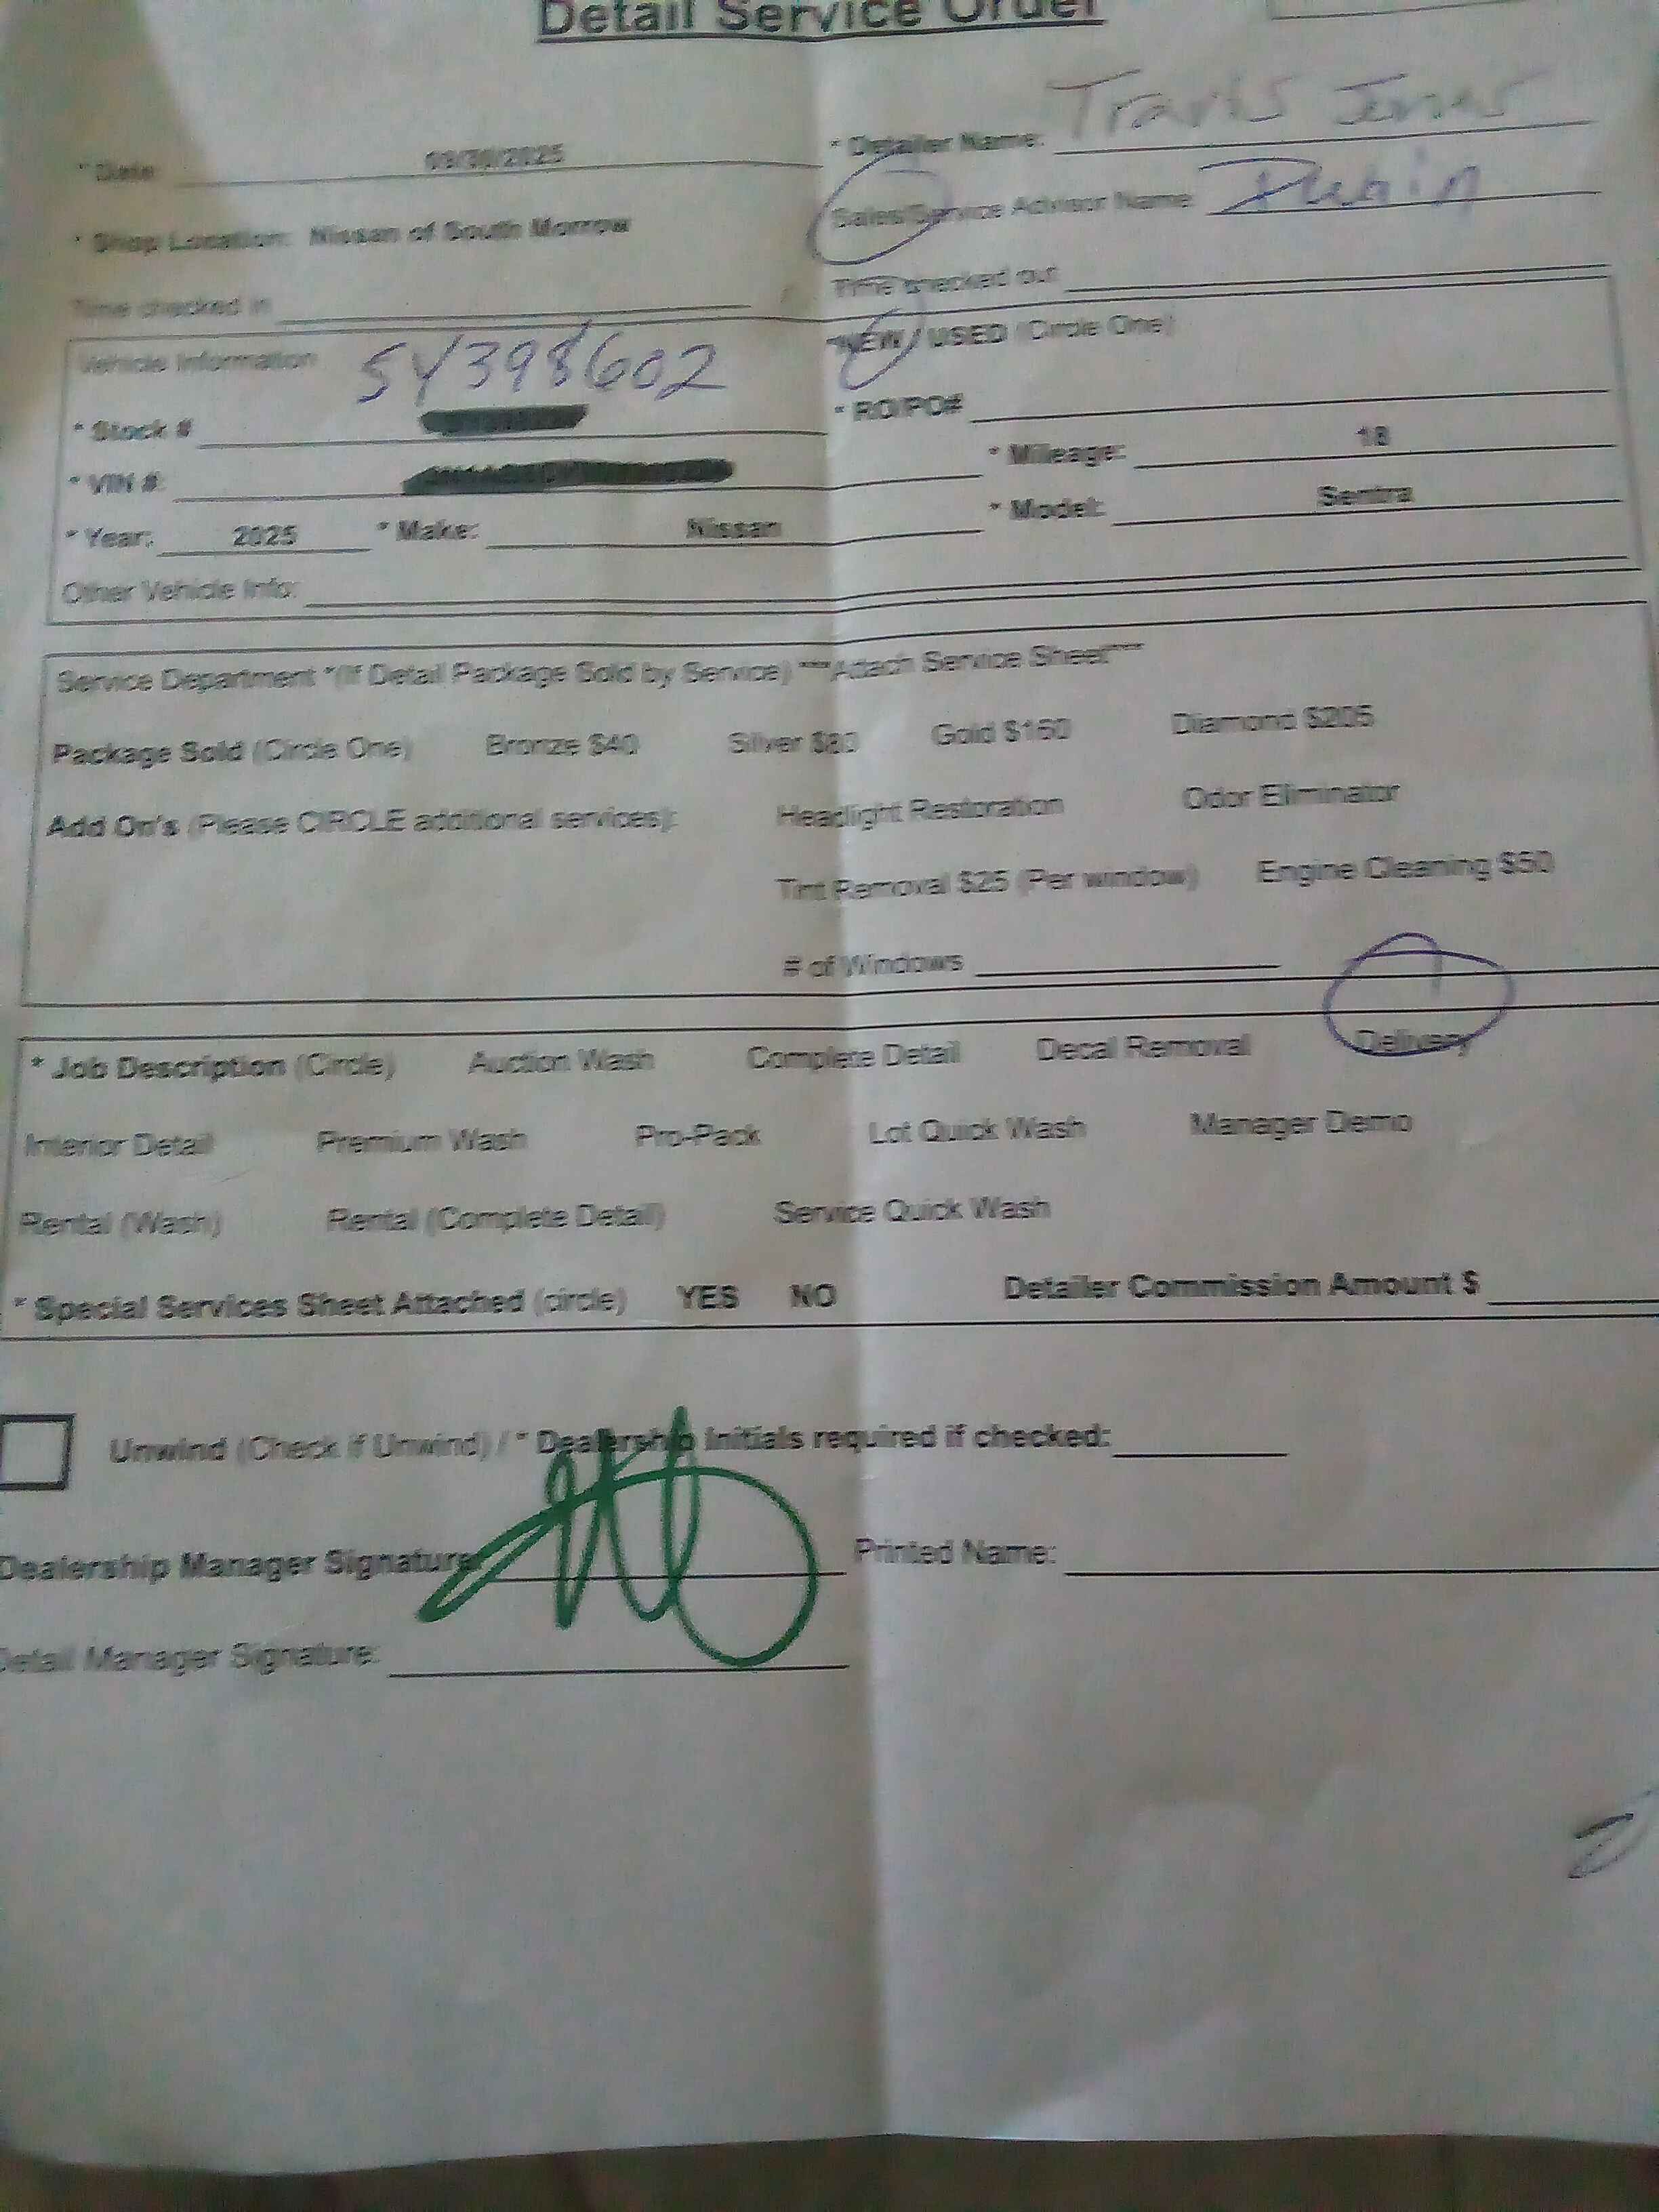 Detail Service Order
* Date: 09/30/2025 * Detailer Name: Travis
* Shop Location: Nissan of South Morrow Sales/Service Advisor Name:
Time checked in Time checked out
Vehicle Information SY398602 *NEW / USED (Circle One)
* Stock # * RO/PO#
* VIN #: * Mileage: 18
* Year: 2025 * Make: Nissan * Model: Sentra
Other Vehicle Info:
Service Department *(If Detail Package Sold by Service) ***Attach Service Sheet***
Package Sold (Circle One) Bronze $40 Silver $80 Gold $160 Diamond $205
Add On's (Please CIRCLE additional services): Headlight Restoration Odor Eliminator
Tint Removal $25 (Per window) Engine Cleaning $50
# of Windows
* Job Description (Circle) Auction Wash Complete Detail Decal Removal Delivery
Interior Detail Premium Wash Pro-Pack Lot Quick Wash Manager Demo
Rental (Wash) Rental (Complete Detail) Service Quick Wash
* Special Services Sheet Attached (circle) YES NO Detailer Commission Amount $
Unwind (Check if Unwind) / * Dealership Initials required if checked:
Dealership Manager Signature: Printed Name:
Detail Manager Signature: